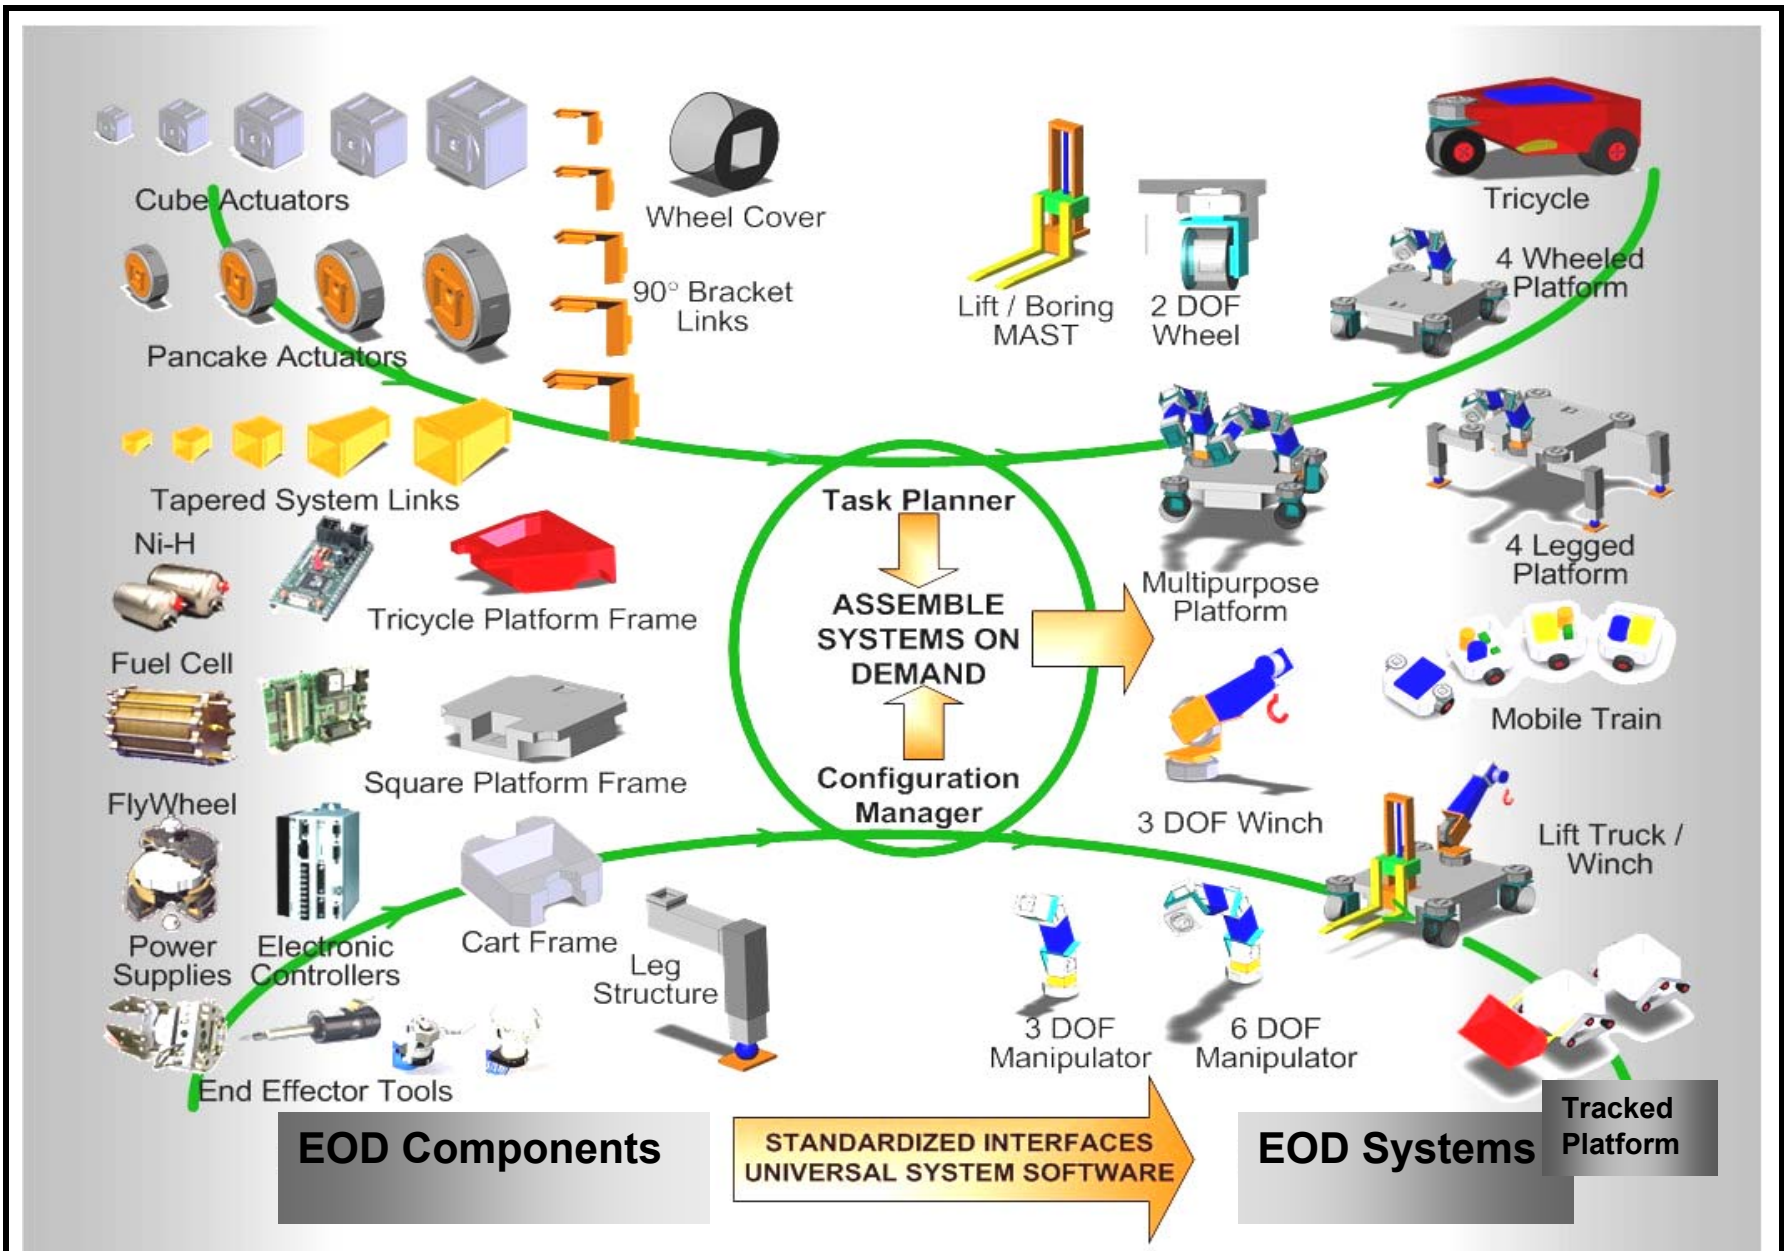 Cube Actuators
Wheel Cover
Pancake Actuators
90° Bracket
Links
Tapered System Links
Ni-H
Tricycle Platform Frame
Fuel Cell
Square Platform Frame
FlyWheel
Power
Supplies
Electronic
Controllers
Cart Frame
Leg
Structure
End Effector Tools
EOD Components
Task Planner
ASSEMBLE
SYSTEMS ON
DEMAND
Configuration
Manager
STANDARDIZED INTERFACES
UNIVERSAL SYSTEM SOFTWARE
Lift / Boring
MAST
2 DOF
Wheel
Tricycle
4 Wheeled
Platform
Multipurpose
Platform
4 Legged
Platform
Mobile Train
3 DOF Winch
Lift Truck /
Winch
3 DOF
Manipulator
6 DOF
Manipulator
EOD Systems
Tracked
Platform